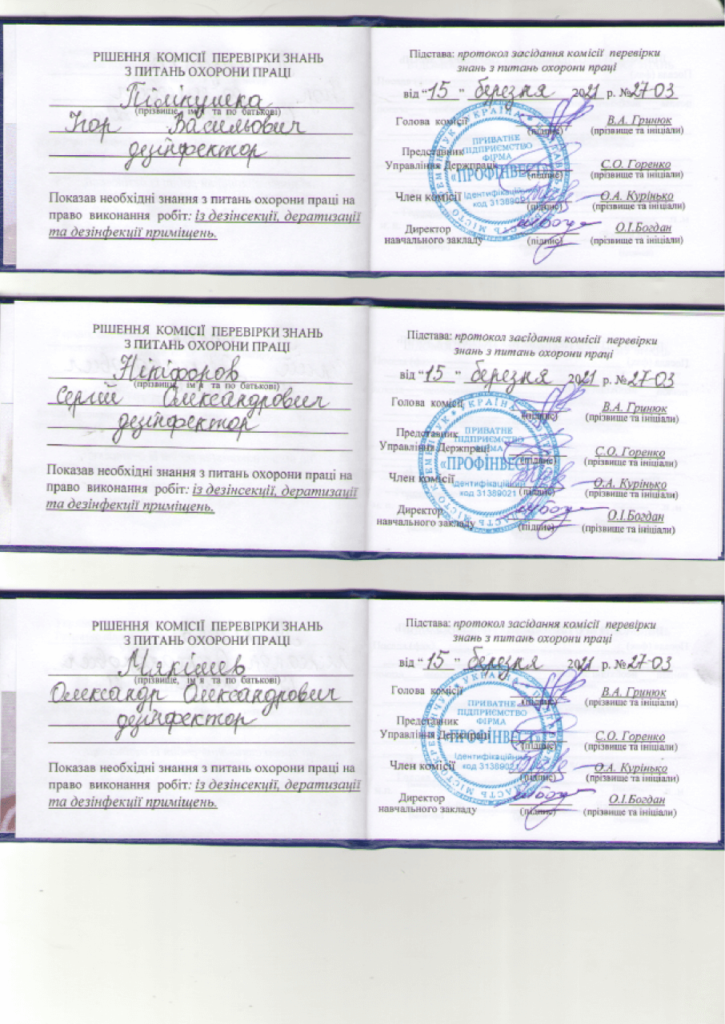 РІШЕННЯ КОМІСІЇ ПЕРЕВІРКИ ЗНАНЬ
З ПИТАНЬ ОХОРОНИ ПРАЦІ
Пілікушка
(прізвище, ім'я та по батькові)
Ігор Васильович
дезінфектор
Показав необхідні знання з питань охорони праці на
право виконання робіт: із дезінсекції, дератизації
та дезінфекції приміщень.
Підстава: протокол засідання комісії перевірки
знань з питань охорони праці
від "15" березня 2021 р. №27-03
Голова комісії В.А. Гринюк
(підпис) (прізвище та ініціали)
Представник
Управління Держпраці С.О. Горенко
(підпис) (прізвище та ініціали)
Член комісії О.А. Курінько
(прізвище та ініціали)
Директор О.І.Богдан
навчального закладу (підпис) (прізвище та ініціали)
УКРАЇНА
ПРИВАТНЕ
ПІДПРИЄМСТВО
ФІРМА
«ПРОФІНВЕСТ»
Ідентифікаційний
код 31389021
РІШЕННЯ КОМІСІЇ ПЕРЕВІРКИ ЗНАНЬ
З ПИТАНЬ ОХОРОНИ ПРАЦІ
Нікіфоров
(прізвище, ім'я та по батькові)
Сергій Олександрович
дезінфектор
Показав необхідні знання з питань охорони праці на
право виконання робіт: із дезінсекції, дератизації
та дезінфекції приміщень.
Підстава: протокол засідання комісії перевірки
знань з питань охорони праці
від "15" березня 2021 р. №27-03
Голова комісії В.А. Гринюк
(підпис) (прізвище та ініціали)
Представник
Управління Держпраці С.О. Горенко
(підпис) (прізвище та ініціали)
Член комісії О.А. Курінько
(прізвище та ініціали)
Директор О.І.Богдан
навчального закладу (підпис) (прізвище та ініціали)
УКРАЇНА
ПРИВАТНЕ
ПІДПРИЄМСТВО
ФІРМА
«ПРОФІНВЕСТ»
Ідентифікаційний
код 31389021
РІШЕННЯ КОМІСІЇ ПЕРЕВІРКИ ЗНАНЬ
З ПИТАНЬ ОХОРОНИ ПРАЦІ
Мякішев
(прізвище, ім'я та по батькові)
Олександр Олександрович
дезінфектор
Показав необхідні знання з питань охорони праці на
право виконання робіт: із дезінсекції, дератизації
та дезінфекції приміщень.
Підстава: протокол засідання комісії перевірки
знань з питань охорони праці
від "15" березня 2021 р. №27-03
Голова комісії В.А. Гринюк
(підпис) (прізвище та ініціали)
Представник
Управління Держпраці С.О. Горенко
(підпис) (прізвище та ініціали)
Член комісії О.А. Курінько
(прізвище та ініціали)
Директор О.І.Богдан
навчального закладу (підпис) (прізвище та ініціали)
УКРАЇНА
ПРИВАТНЕ
ПІДПРИЄМСТВО
ФІРМА
«ПРОФІНВЕСТ»
Ідентифікаційний
код 31389021